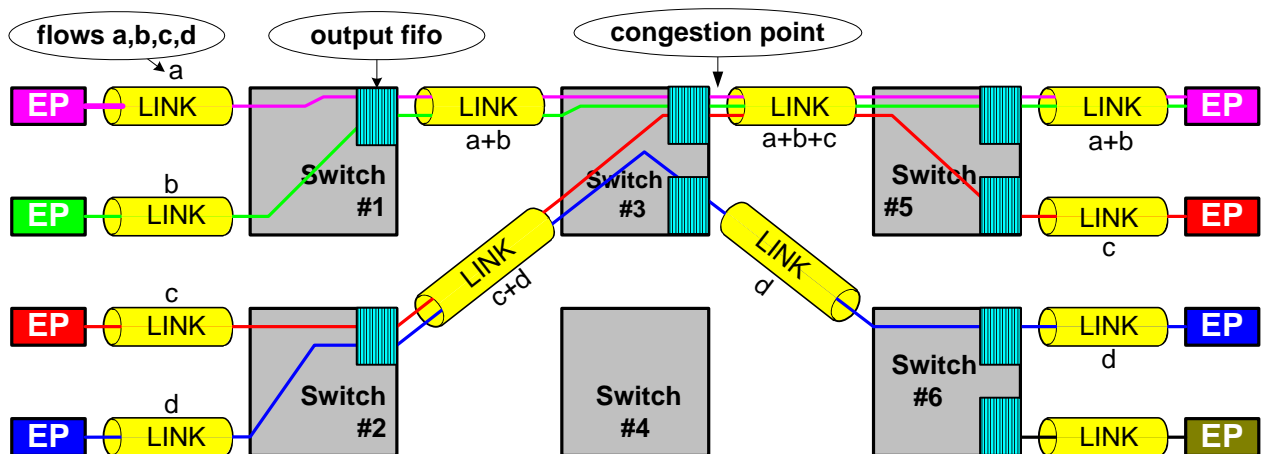 flows a,b,c,d
output fifo
congestion point
a
EP
LINK
LINK
a+b
LINK
a+b+c
LINK
a+b
EP
b
EP
LINK
Switch
#1
Switch
#3
Switch
#5
LINK
c
EP
LINK
c+d
LINK
d
c
EP
LINK
Switch
#2
Switch
#4
Switch
#6
LINK
d
EP
d
EP
LINK
LINK
EP